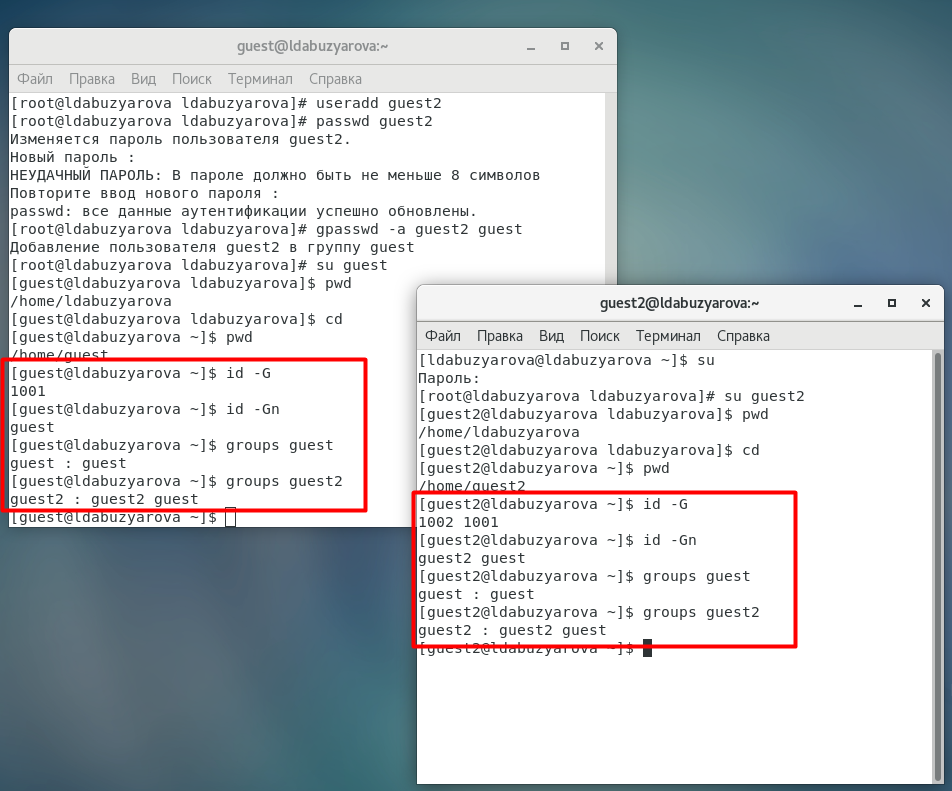 guest@ldabuzyarova:~
Файл Правка Вид Поиск Терминал Справка
[root@ldabuzyarova ldabuzyarova]# useradd guest2
[root@ldabuzyarova ldabuzyarova]# passwd guest2
Изменяется пароль пользователя guest2.
Новый пароль :
НЕУДАЧНЫЙ ПАРОЛЬ: В пароле должно быть не меньше 8 символов
Повторите ввод нового пароля :
passwd: все данные аутентификации успешно обновлены.
[root@ldabuzyarova ldabuzyarova]# gpasswd -a guest2 guest
Добавление пользователя guest2 в группу guest
[root@ldabuzyarova ldabuzyarova]# su guest
[guest@ldabuzyarova ldabuzyarova]$ pwd
/home/ldabuzyarova
[guest@ldabuzyarova ldabuzyarova]$ cd
[guest@ldabuzyarova ~]$ pwd
/home/guest
[guest@ldabuzyarova ~]$ id -G
1001
[guest@ldabuzyarova ~]$ id -Gn
guest
[guest@ldabuzyarova ~]$ groups guest
guest : guest
[guest@ldabuzyarova ~]$ groups guest2
guest2 : guest2 guest
[guest@ldabuzyarova ~]$
guest2@ldabuzyarova:~
Файл Правка Вид Поиск Терминал Справка
[ldabuzyarova@ldabuzyarova ~]$ su
Пароль:
[root@ldabuzyarova ldabuzyarova]# su guest2
[guest2@ldabuzyarova ldabuzyarova]$ pwd
/home/ldabuzyarova
[guest2@ldabuzyarova ldabuzyarova]$ cd
[guest2@ldabuzyarova ~]$ pwd
/home/guest2
[guest2@ldabuzyarova ~]$ id -G
1002 1001
[guest2@ldabuzyarova ~]$ id -Gn
guest2 guest
[guest2@ldabuzyarova ~]$ groups guest
guest : guest
[guest2@ldabuzyarova ~]$ groups guest2
guest2 : guest2 guest
[guest2@ldabuzyarova ~]$